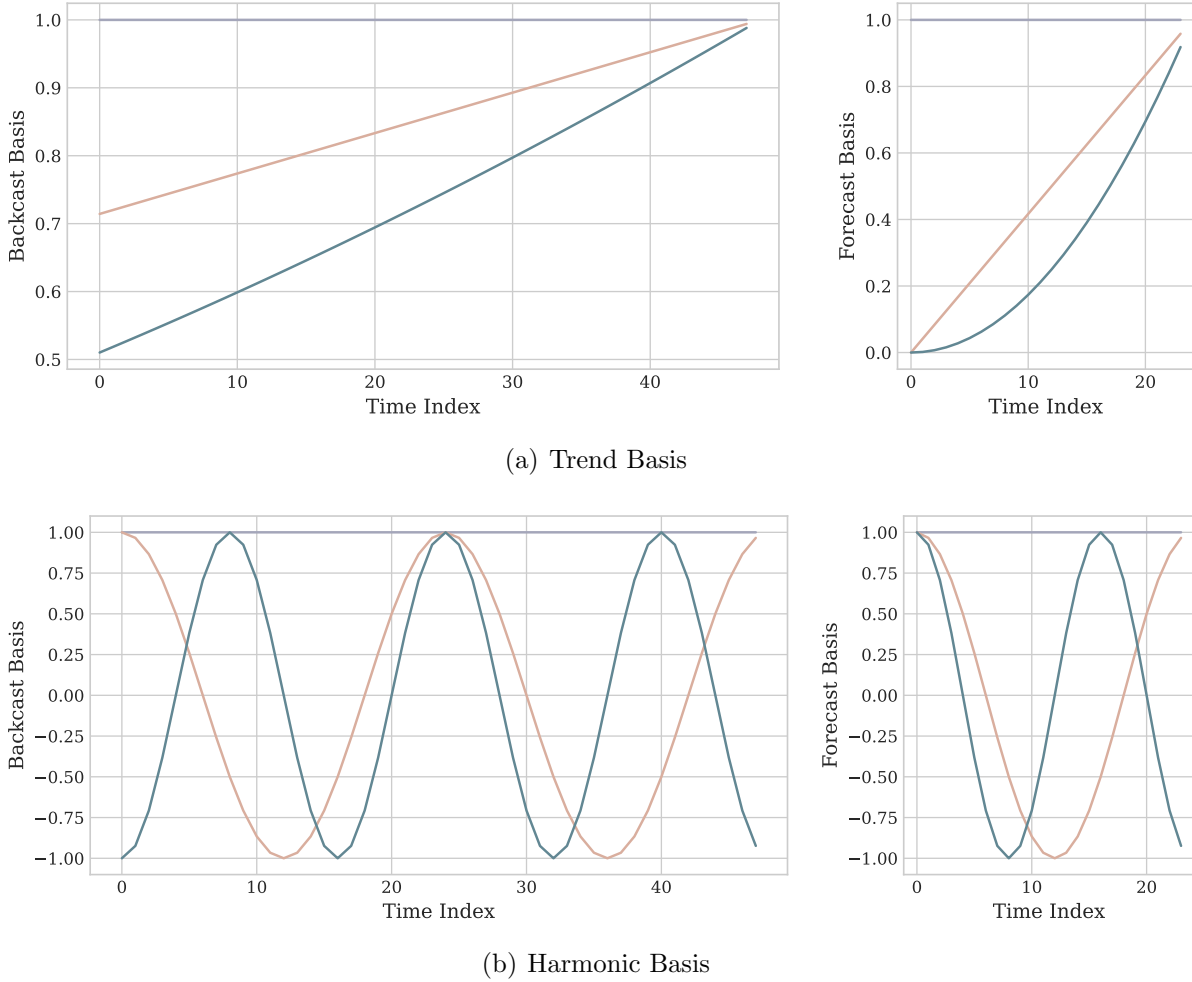 1.0
0.9
0.8
0.7
0.6
0.5
Backcast Basis
0 10 20 30 40
Time Index
1.0
0.8
0.6
0.4
0.2
0.0
Forecast Basis
0 10 20
Time Index
(a) Trend Basis
1.00
0.75
0.50
0.25
0.00
−0.25
−0.50
−0.75
−1.00
Backcast Basis
0 10 20 30 40
Time Index
1.00
0.75
0.50
0.25
0.00
−0.25
−0.50
−0.75
−1.00
Forecast Basis
0 10 20
Time Index
(b) Harmonic Basis